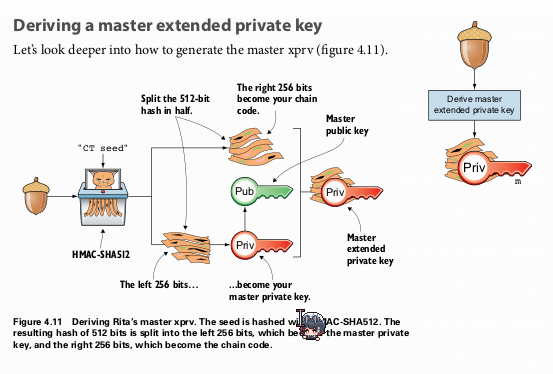 Deriving a master extended private key
Let's look deeper into how to generate the master xprv (figure 4.11).
Split the 512-bit
hash in half.
The right 256 bits
become your chain
code.
Master
public key
"CT seed"
HMAC-SHA512
Pub
Priv
Priv
The left 256 bits...
...become your
master private key.
Master
extended
private key
Derive master
extended private key
Priv
m
Figure 4.11 Deriving Rita's master xprv. The seed is hashed MAC-SHA512. The
resulting hash of 512 bits is split into the left 256 bits, which the master private
key, and the right 256 bits, which become the chain code.